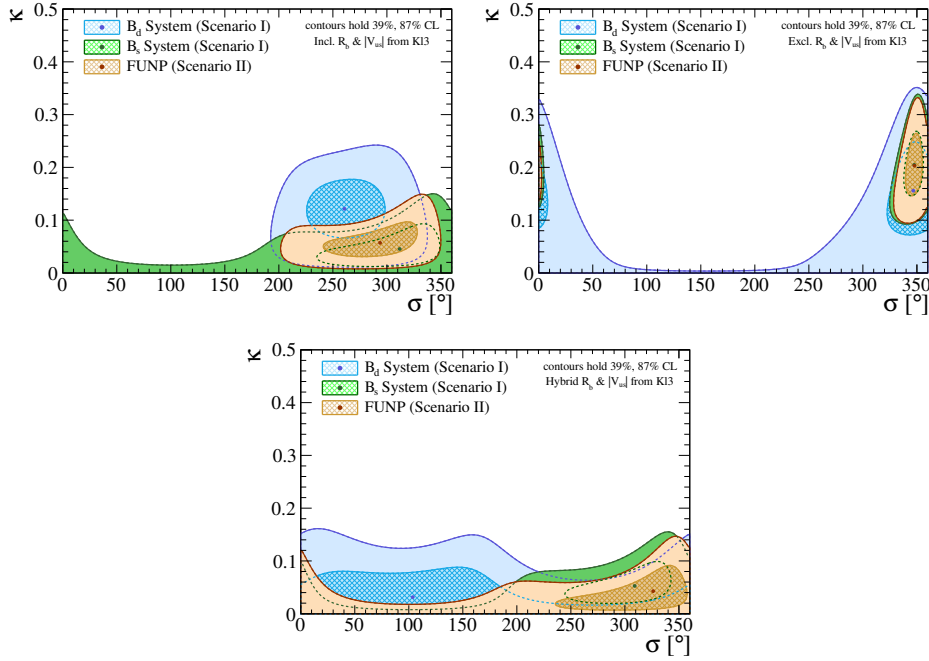 κ
0.5
0.4
0.3
0.2
0.1
0
B_d System (Scenario I)
B_s System (Scenario I)
FUNP (Scenario II)
contours hold 39%, 87% CL
Incl. R_b & |V_us| from Kl3
0 50 100 150 200 250 300 350
σ [°]
κ
0.5
0.4
0.3
0.2
0.1
0
B_d System (Scenario I)
B_s System (Scenario I)
FUNP (Scenario II)
contours hold 39%, 87% CL
Excl. R_b & |V_us| from Kl3
0 50 100 150 200 250 300 350
σ [°]
κ
0.5
0.4
0.3
0.2
0.1
0
B_d System (Scenario I)
B_s System (Scenario I)
FUNP (Scenario II)
contours hold 39%, 87% CL
Hybrid R_b & |V_us| from Kl3
0 50 100 150 200 250 300 350
σ [°]